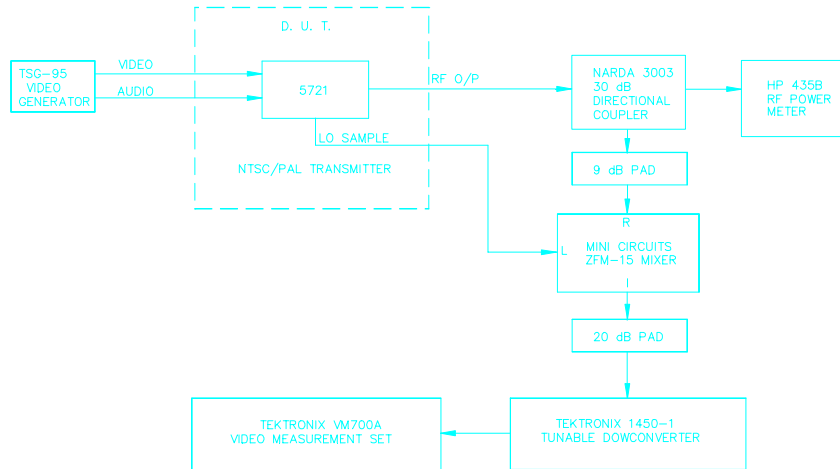 D. U. T.
TSG-95
VIDEO
GENERATOR
VIDEO
AUDIO
5721
RF O/P
LO SAMPLE
NTSC/PAL TRANSMITTER
NARDA 3003
30 dB
DIRECTIONAL
COUPLER
HP 435B
RF POWER
METER
9 dB PAD
R
L
MINI CIRCUITS
ZFM-15 MIXER
I
20 dB PAD
TEKTRONIX VM700A
VIDEO MEASUREMENT SET
TEKTRONIX 1450-1
TUNABLE DOWCONVERTER